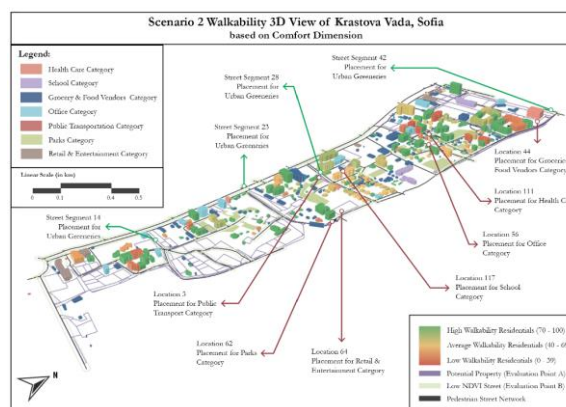 Scenario 2 Walkability 3D View of Krastova Vada, Sofia
based on Comfort Dimension
Legend:
Health Care Category
School Category
Grocery & Food Vendors Category
Office Category
Public Transportation Category
Parks Category
Retail & Entertainment Category
Linear Scale (in km)
0 0.1 0.4 0.5
Street Segment 42
Placement for
Urban Greeneries
Street Segment 28
Placement for
Urban Greeneries
Street Segment 25
Placement for
Urban Greeneries
Street Segment 14
Placement for
Urban Greeneries
Location 44
Placement for Groceries
Food Vendors Category
Location 111
Placement for Health C
Category
Location 56
Placement for Office
Category
Location 117
Placement for School
Category
Location 3
Placement for Public
Transport Category
Location 62
Placement for Parks
Category
Location 64
Placement for Retail &
Entertainment Category
N
High Walkability Residentials (70 - 100)
Average Walkability Residentials (40 - 69
Low Walkability Residentials (0 39)
Potential Property (Evaluation Point A)
Low NDVI Street (Evaluation Point B)
Pedestrian Street Network